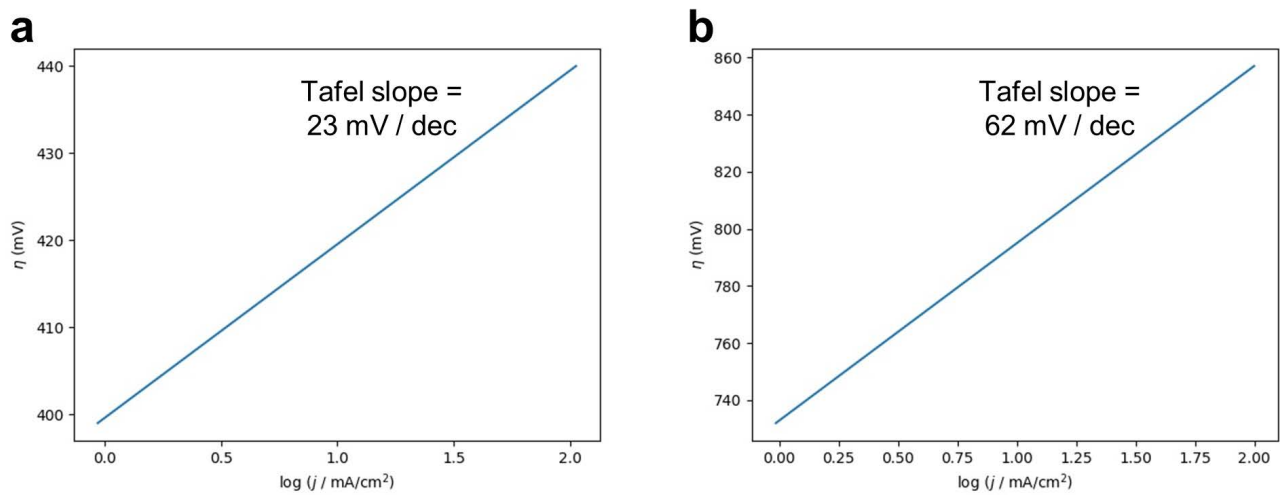 a
Tafel slope =
23 mV / dec
440
430
420
410
400
η (mV)
0.0 0.5 1.0 1.5 2.0
log (j / mA/cm²)
b
Tafel slope =
62 mV / dec
860
840
820
800
780
760
740
η (mV)
0.00 0.25 0.50 0.75 1.00 1.25 1.50 1.75 2.00
log (j / mA/cm²)